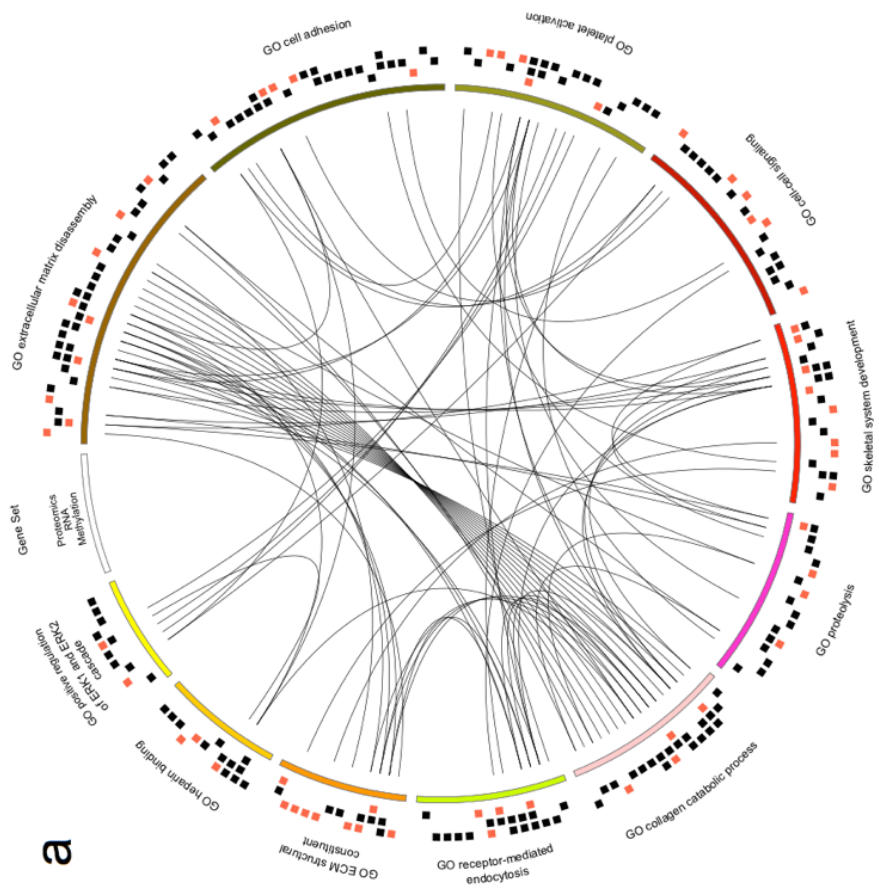 GO cell adhesion
GO platelet activation
GO cell-cell signaling
GO skeletal system development
GO proteolysis
GO collagen catabolic process
GO receptor-mediated
endocytosis
GO ECM structural
constituent
GO heparin binding
GO positive regulation
of ERK1 and ERK2
cascade
Gene Set
Proteomics
RNA
Metylation
GO extracellular matrix disassembly
a